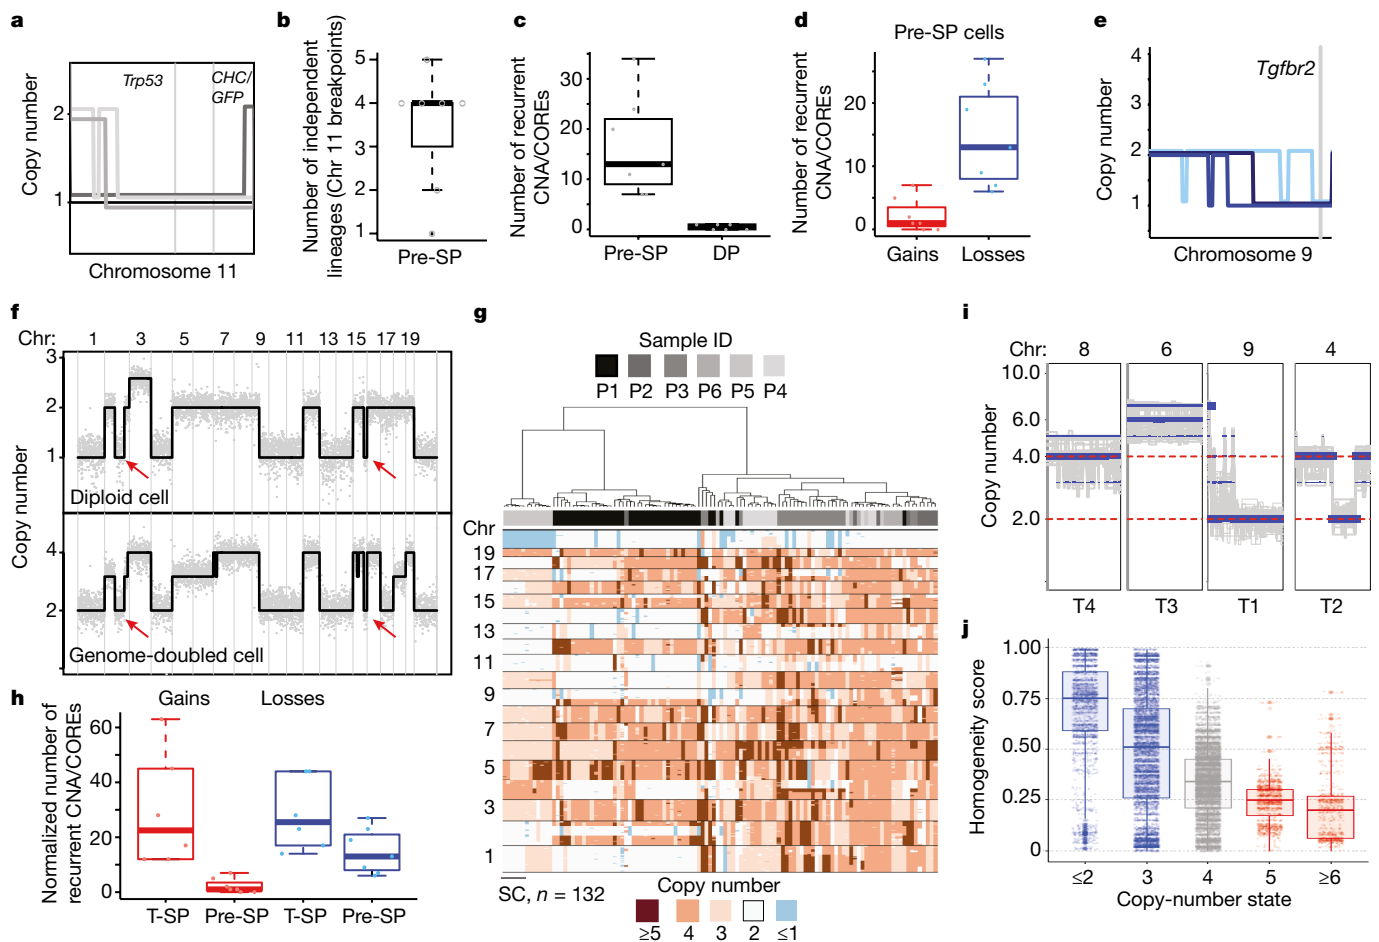 a
Copy number
2
1
Trp53
CHC/
GFP
Chromosome 11
b
Number of independent
lineages (Chr 11 breakpoints)
5
4
3
2
1
Pre-SP
c
Number of recurrent
CNA/COREs
30
20
10
0
Pre-SP
DP
d
Pre-SP cells
Number of recurrent
CNA/COREs
20
10
0
Gains
Losses
e
Copy number
4
3
2
1
Tgfbr2
Chromosome 9
f
Chr:
1
3
5
7
9
11
13
15
17
19
Copy number
3
2
1
Diploid cell
4
2
Genome-doubled cell
g
Sample ID
P1
P2
P3
P6
P5
P4
Chr
19
17
15
13
11
9
7
5
3
1
SC, n = 132
Copy number
≥5
4
3
2
≤1
h
Gains
Losses
Normalized number of
recurrent CNA/COREs
60
40
20
0
T-SP
Pre-SP
T-SP
Pre-SP
i
Chr:
8
6
9
4
Copy number
10.0
6.0
4.0
2.0
T4
T3
T1
T2
j
Homogeneity score
1.00
0.75
0.50
0.25
0
≤2
3
4
5
≥6
Copy-number state